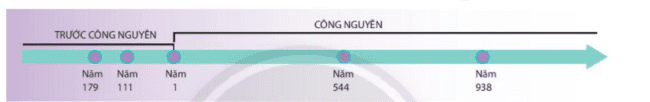 CÔNG NGUYÊN
TRƯỚC CÔNG NGUYÊN
Năm 179
Năm 111
Năm 1
Năm 544
Năm 938